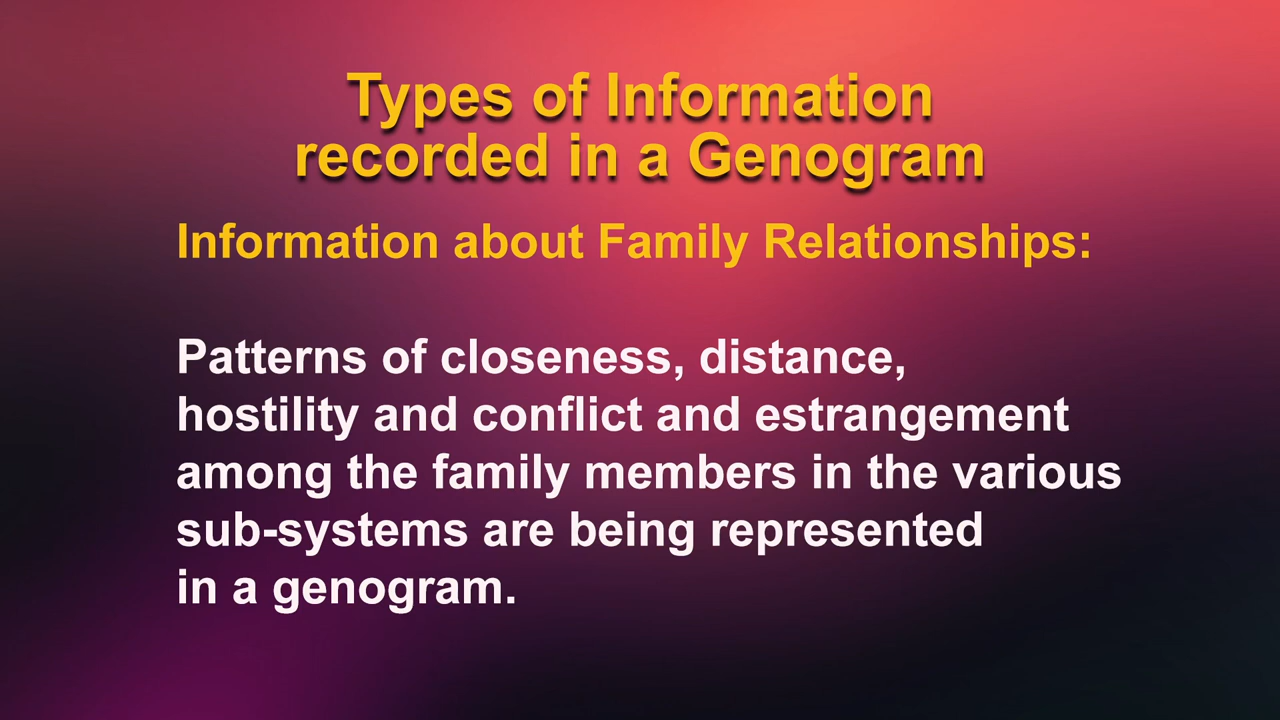 Types of Information
recorded in a Genogram
Information about Family Relationships:
Patterns of closeness, distance,
hostility and conflict and estrangement
among the family members in the various
sub-systems are being represented
in a genogram.